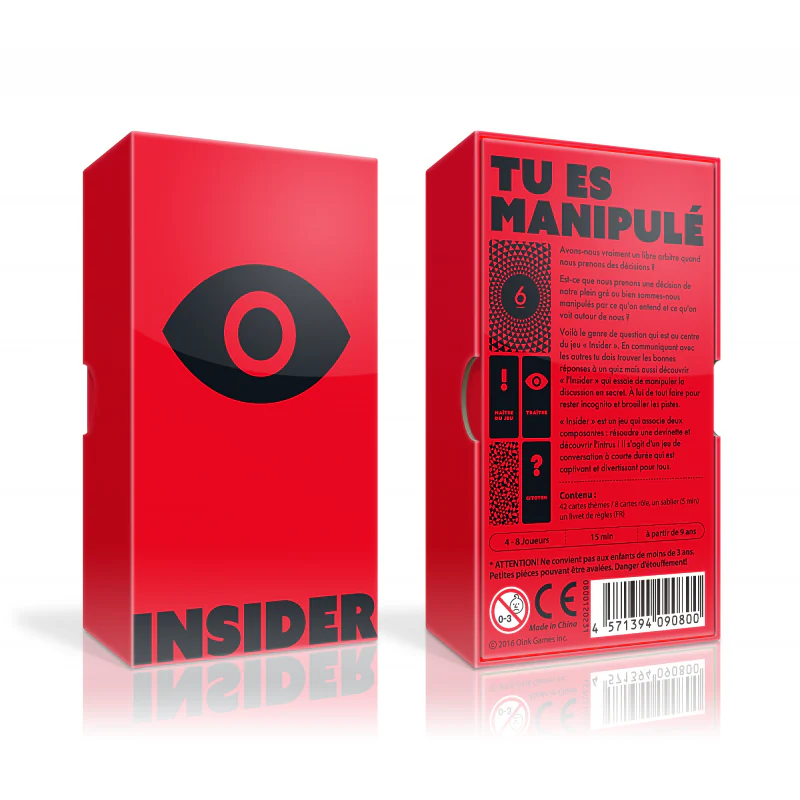 INSIDER
TU ES
MANIPULÉ
Avons-nous vraiment un libre arbitre quand
nous prenons des décisions ?
Est-ce que nous prenons une décision de
notre plein gré ou bien sommes-nous
manipulés par ce qu'on entend et ce qu'on
voit autour de nous ?
Voilà le genre de question qui est au centre
du jeu « Insider ». En communiquant avec
les autres tu dois trouver les bonnes
réponses à un quiz mais aussi découvrir
« l'Insider » qui essaie de manipuler la
discussion en secret. À lui de tout faire pour
rester incognito et brouiller les pistes.
« Insider » est un jeu qui associe deux
composantes : résoudre une devinette et
découvrir l'intrus ! Il s'agit d'un jeu de
conversation à courte durée qui est
captivant et divertissant pour tous.
6
!
MAÎTRE
DU JEU
TRAÎTRE
?
CITOYEN
Contenu :
42 cartes thèmes / 8 cartes rôle, un sablier (5 min)
un livret de règles (FR)
4 - 8 Joueurs
15 min
à partir de 9 ans
* ATTENTION! Ne convient pas aux enfants de moins de 3 ans.
Petites pièces pouvant être avalées. Danger d'étouffement!
0-3
CE
Made in China
0800120231
4 571394 090800
© 2016 Oink Games inc.